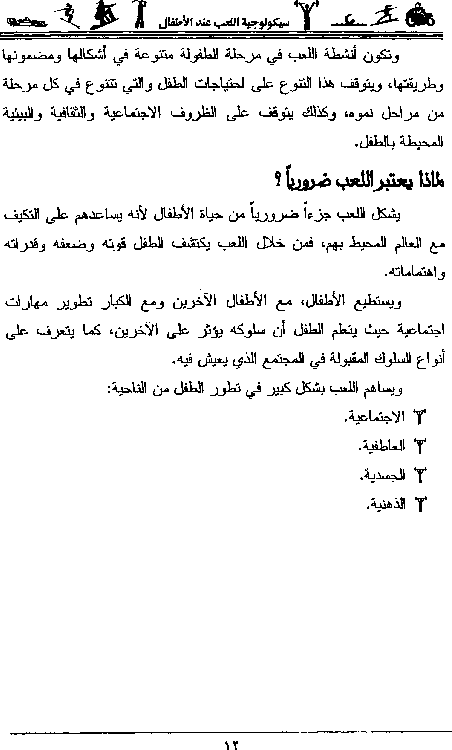 سيكولوجية اللعب عند الأطفال
وتكون أنشطة اللعب في مرحلة الطفولة متنوعة في أشكالها ومضمونها
وطريقتها، ويتوقف هذا التنوع على احتياجات الطفل والتي تتنوع في كل مرحلة
من مراحل نموه، وكذلك يتوقف على الظروف الاجتماعية والثقافية والبيئية
المحيطة بالطفل.
لماذا يعتبر اللعب ضرورياً ؟
يشكل اللعب جزءاً ضرورياً من حياة الأطفال لأنه يساعدهم على التكيف
مع العالم المحيط بهم، فمن خلال اللعب يكتشف الطفل قوته وضعفه وقدراته
واهتماماته.
ويستطيع الأطفال، مع الأطفال الآخرين ومع الكبار تطوير مهارات
اجتماعية حيث يتعلم الطفل أن سلوكه يؤثر على الآخرين، كما يتعرف على
أنواع السلوك المقبولة في المجتمع الذي يعيش فيه.
ويساهم اللعب بشكل كبير في تطور الطفل من الناحية:
الاجتماعية.
العاطفية.
الجسدية.
الذهنية.
١٢